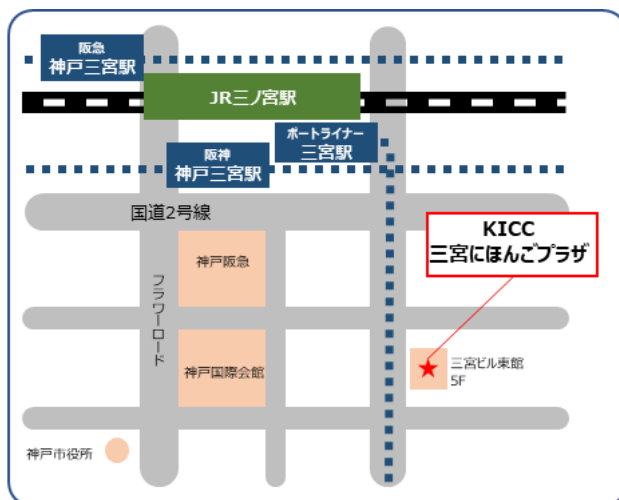 阪急
神戸三宮駅
JR三ノ宮駅
ポートライナー
三宮駅
阪神
神戸三宮駅
国道2号線
KICC
三宮にほんごプラザ
神戸阪急
フラワーロード
神戸国際会館
三宮ビル東館
5F
神戸市役所